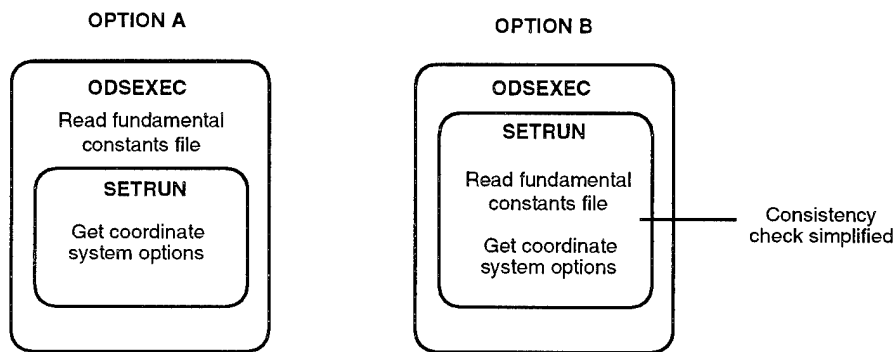 OPTION A
ODSEXEC
Read fundamental
constants file
SETRUN
Get coordinate
system options
OPTION B
ODSEXEC
SETRUN
Read fundamental
constants file
Get coordinate
system options
Consistency
check simplified